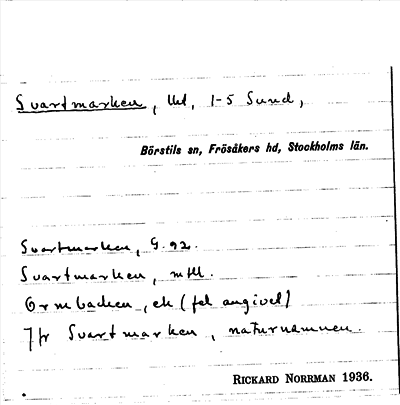 Svartmarken, Utl, 1-5 Sund,
Börstils sn, Frösåkers hd, Stockholms län.
Svartmarken, G. 92.
Svartmarken, mtl.
Ormbacken, ek (fel angivet)
Jfr Svartmarken, naturnamnen.
RICKARD NORRMAN 1936.